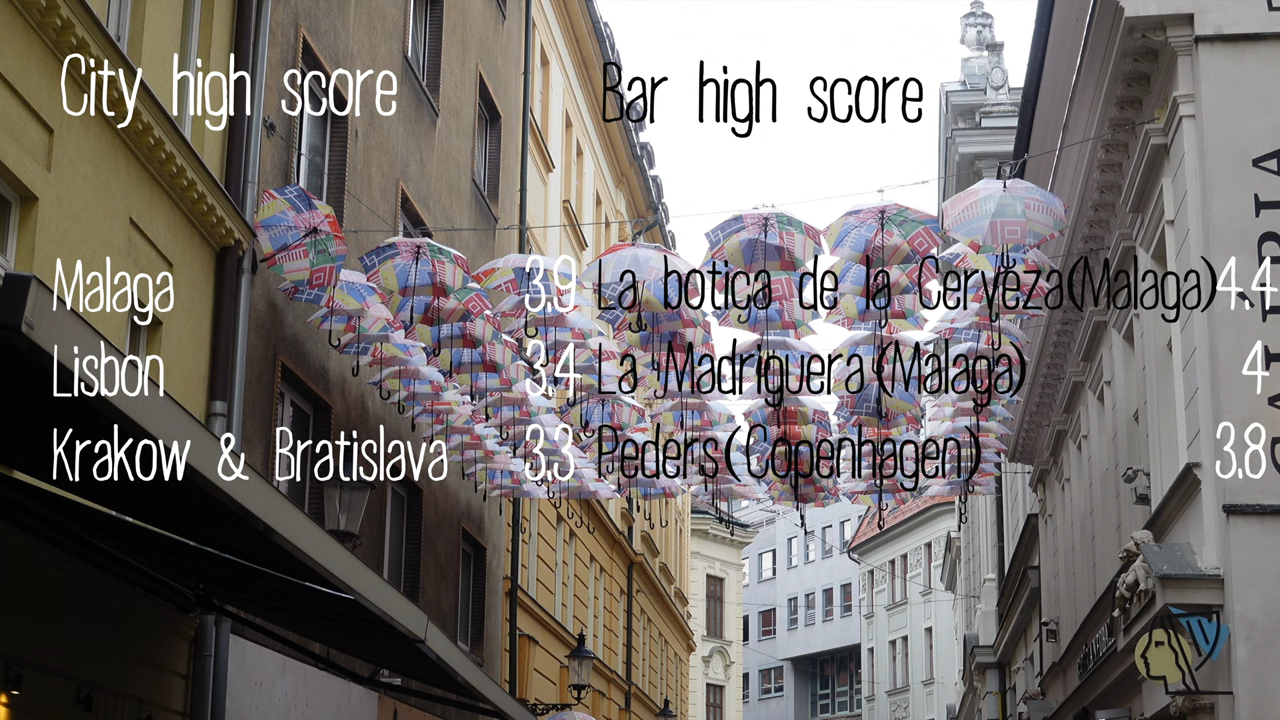 City high score
Bar high score
Malaga 3.9
Lisbon 3.4
Krakow & Bratislava 3.3
La botica de la Cervéza(Malaga) 4.4
La Madriguera (Malaga) 4
Peders (Copenhagen) 3.8